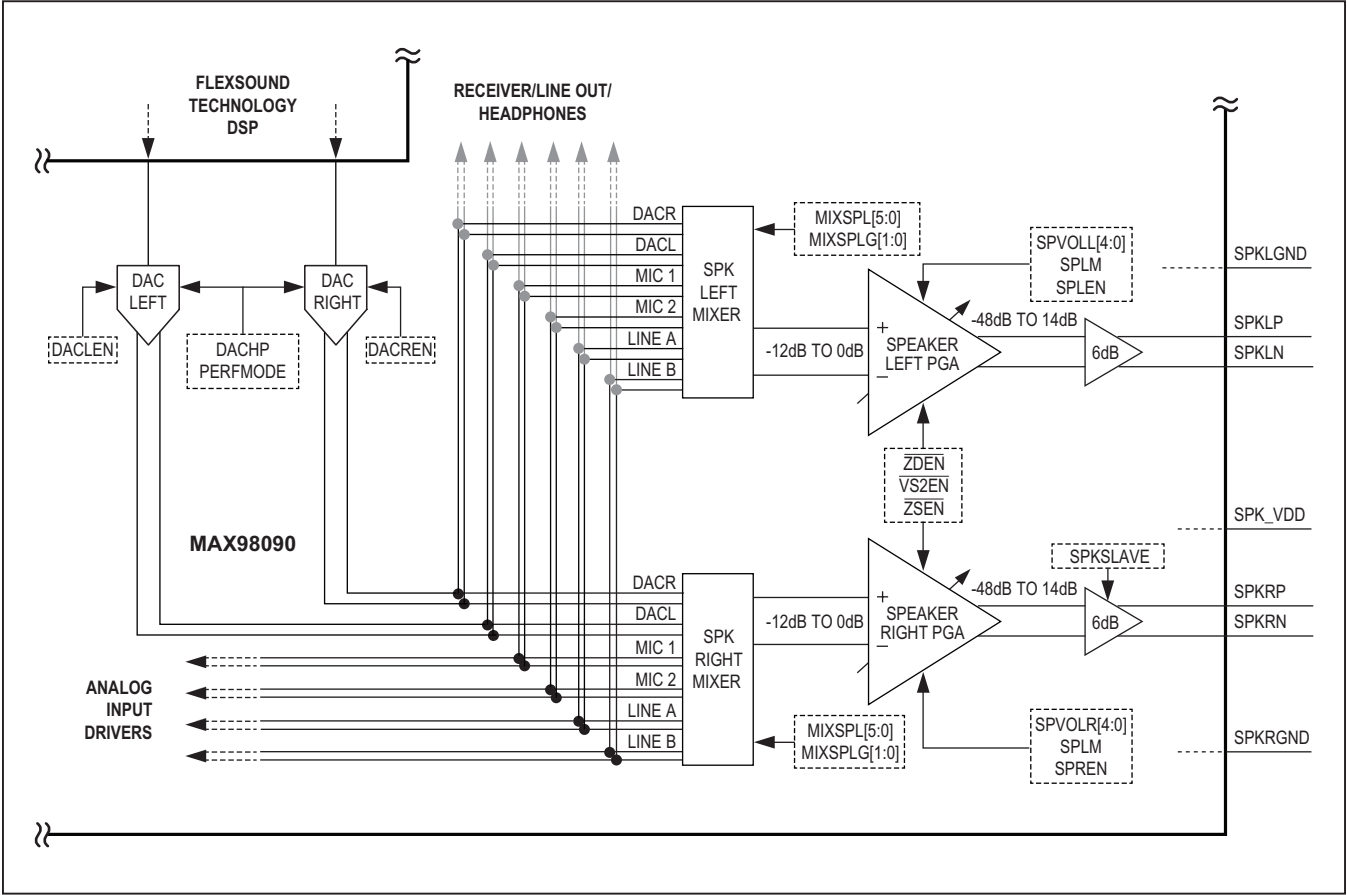 FLEXSOUND
TECHNOLOGY
DSP
RECEIVER/LINE OUT/
HEADPHONES
DAC
LEFT
DAC
RIGHT
DACLEN
DACHP
PERFMODE
DACREN
DACR
DACL
MIC 1
MIC 2
LINE A
LINE B
SPK
LEFT
MIXER
MIXSPL[5:0]
MIXSPLG[1:0]
-12dB TO 0dB
+
SPEAKER
LEFT PGA
–
SPVOLL[4:0]
SPLM
SPLEN
-48dB TO 14dB
6dB
SPKLGND
SPKLP
SPKLN
ZDEN
VS2EN
ZSEN
SPK_VDD
MAX98090
DACR
DACL
MIC 1
MIC 2
LINE A
LINE B
SPK
RIGHT
MIXER
-12dB TO 0dB
+
SPEAKER
RIGHT PGA
–
-48dB TO 14dB
SPKSLAVE
6dB
SPKRP
SPKRN
ANALOG
INPUT
DRIVERS
MIXSPL[5:0]
MIXSPLG[1:0]
SPVOLR[4:0]
SPLM
SPREN
SPKRGND